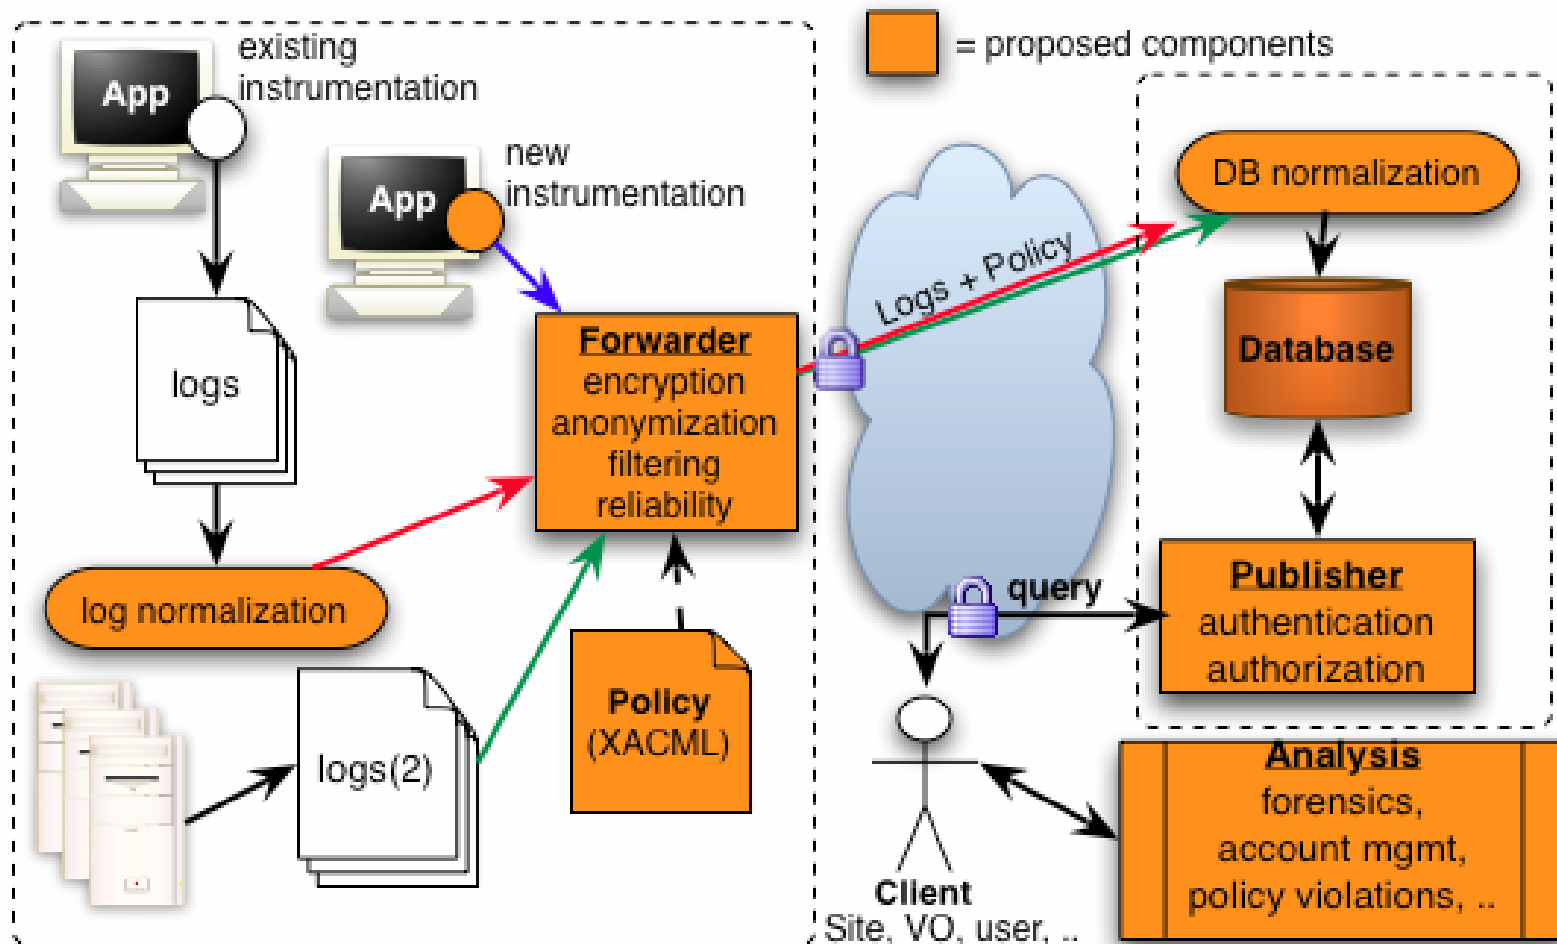 App
existing
instrumentation
= proposed components
App
new
instrumentation
DB normalization
Logs + Policy
logs
Forwarder
encryption
anonymization
filtering
reliability
Database
log normalization
query
Publisher
authentication
authorization
Policy
(XACML)
logs(2)
Analysis
forensics,
account mgmt,
policy violations, ..
Client
Site, VO, user, ..